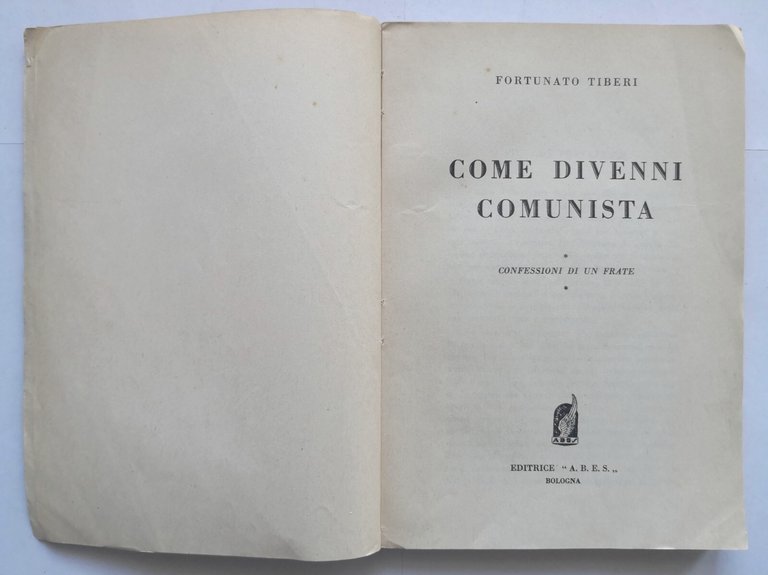 FORTUNATO TIBERI
COME DIVENNI
COMUNISTA
*
CONFESSIONI DI UN FRATE
*
ABES
EDITRICE “ A. B. E. S. „
BOLOGNA